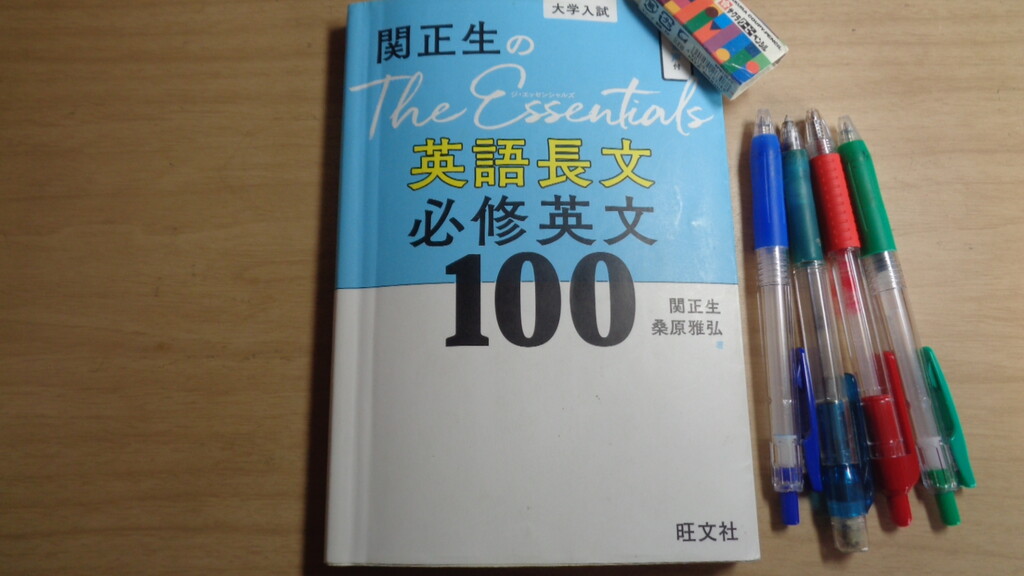 大学入試
関正生の
The Essentials
ジ・エッセンシャルズ
英語長文
必修英文
100
関正生
桑原雅弘 著
旺文社
付